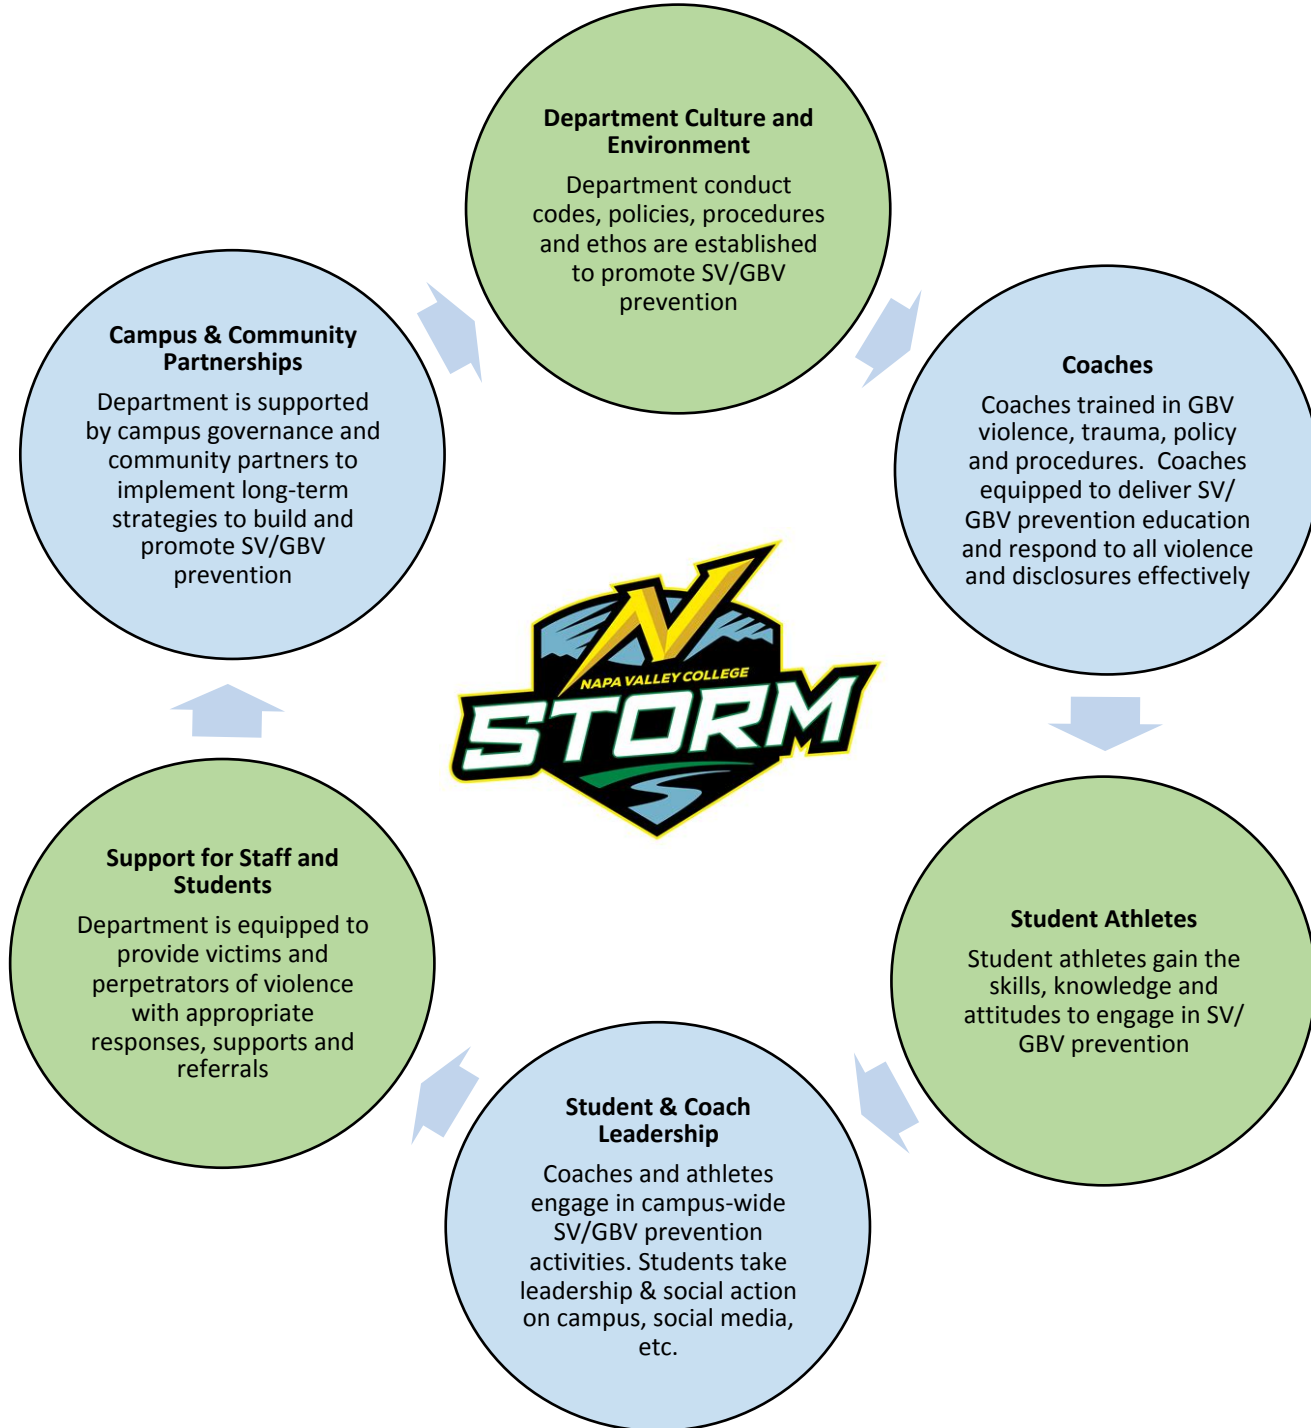 Department Culture and
Environment
Department conduct
codes, policies, procedures
and ethos are established
to promote SV/GBV
prevention
Coaches
Coaches trained in GBV
violence, trauma, policy
and procedures.  Coaches
equipped to deliver SV/
GBV prevention education
and respond to all violence
and disclosures effectively
Student Athletes
Student athletes gain the
skills, knowledge and
attitudes to engage in SV/
GBV prevention
Student & Coach
Leadership
Coaches and athletes
engage in campus-wide
SV/GBV prevention
activities. Students take
leadership & social action
on campus, social media,
etc.
Support for Staff and
Students
Department is equipped to
provide victims and
perpetrators of violence
with appropriate
responses, supports and
referrals
Campus & Community
Partnerships
Department is supported
by campus governance and
community partners to
implement long-term
strategies to build and
promote SV/GBV
prevention
N
NAPA VALLEY COLLEGE
STORM